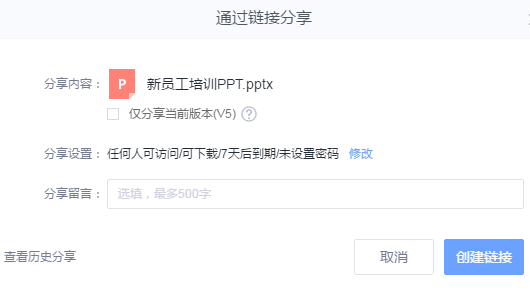 通过链接分享
分享内容： P 新员工培训PPT.pptx
仅分享当前版本(V5) ?
分享设置：任何人可访问/可下载/7天后到期/未设置密码 修改
分享留言： 选填，最多500字
查看历史分享 取消 创建链接